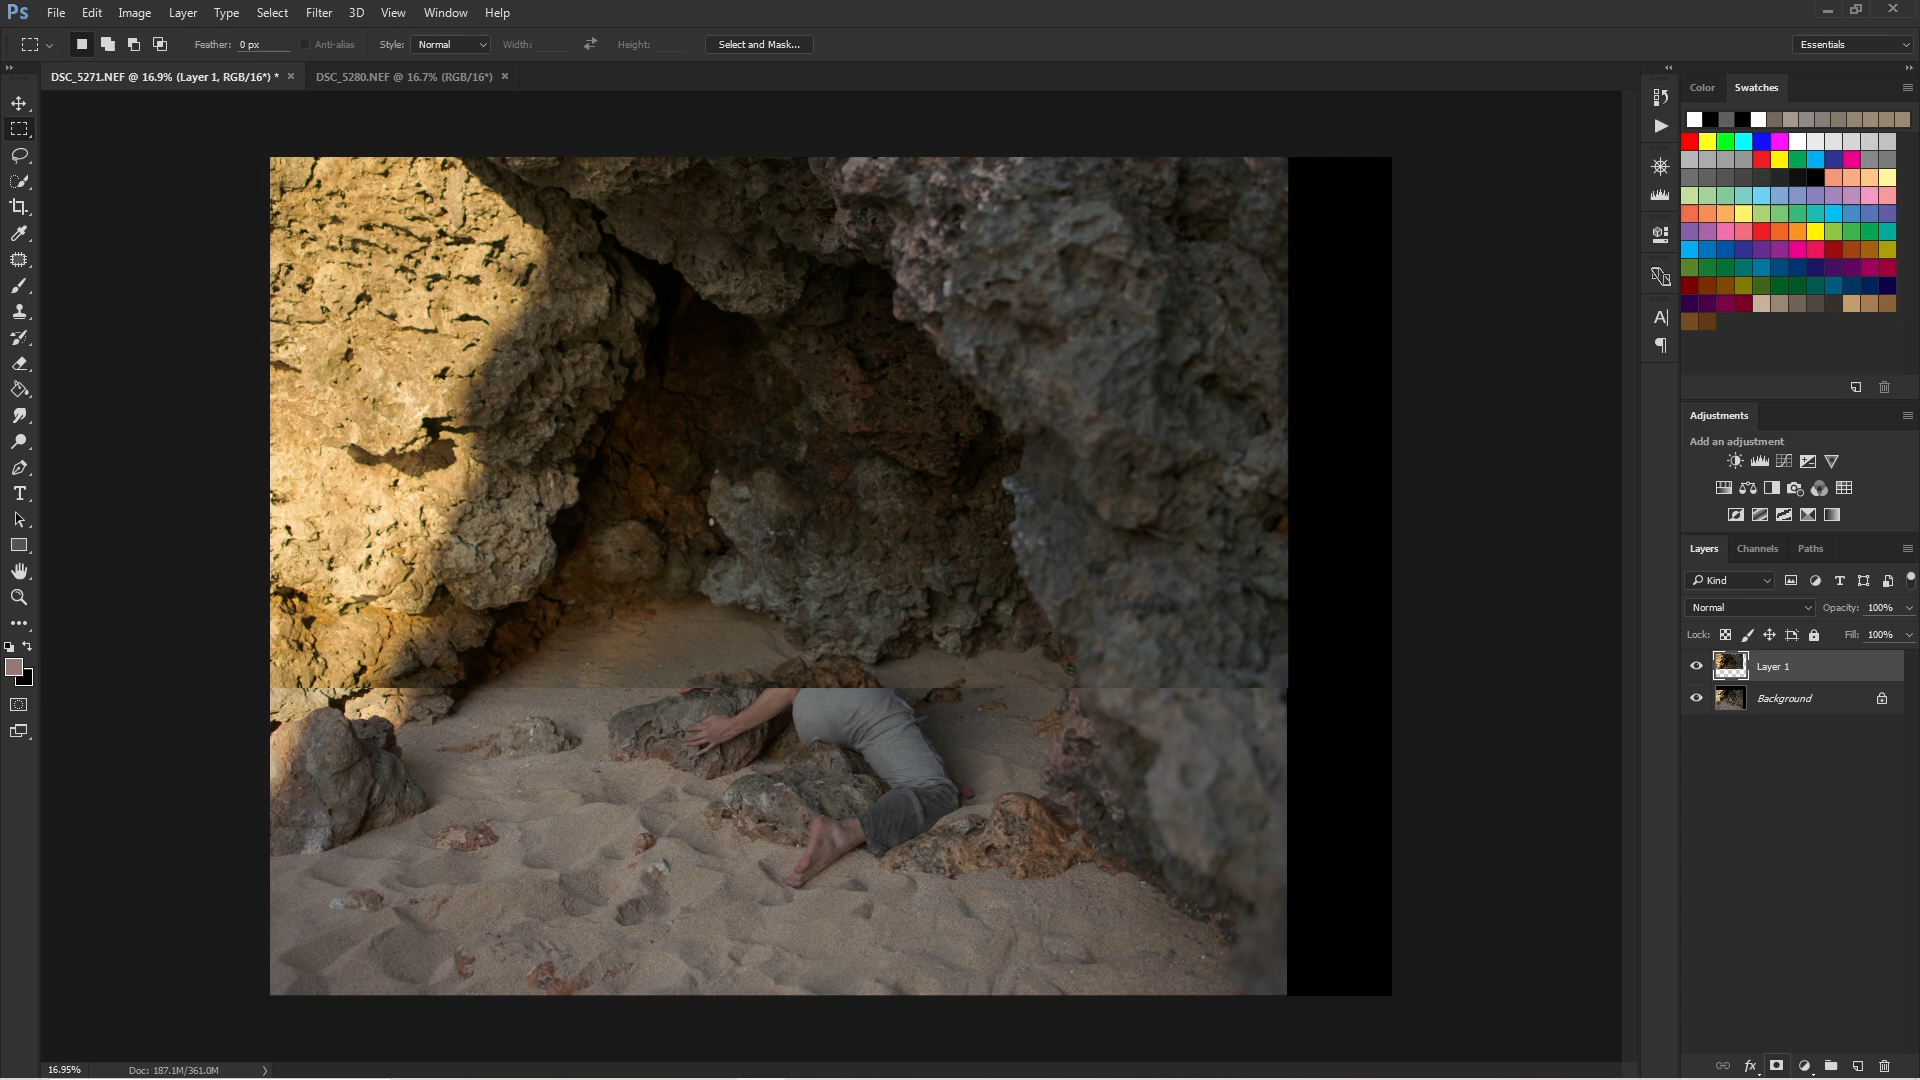 Ps File Edit Image Layer Type Select Filter 3D View Window Help
Feather: 0 px Anti-alias Style: Normal Width: Height: Select and Mask... Essentials
DSC_5271.NEF @ 16.9% (Layer 1, RGB/16*) * × DSC_5280.NEF @ 16.7% (RGB/16*) ×
Color Swatches
Adjustments
Add an adjustment
Layers Channels Paths
Kind
Normal Opacity: 100%
Lock: Fill: 100%
Layer 1
Background
fx
16.95% Doc: 187.1M/361.0M